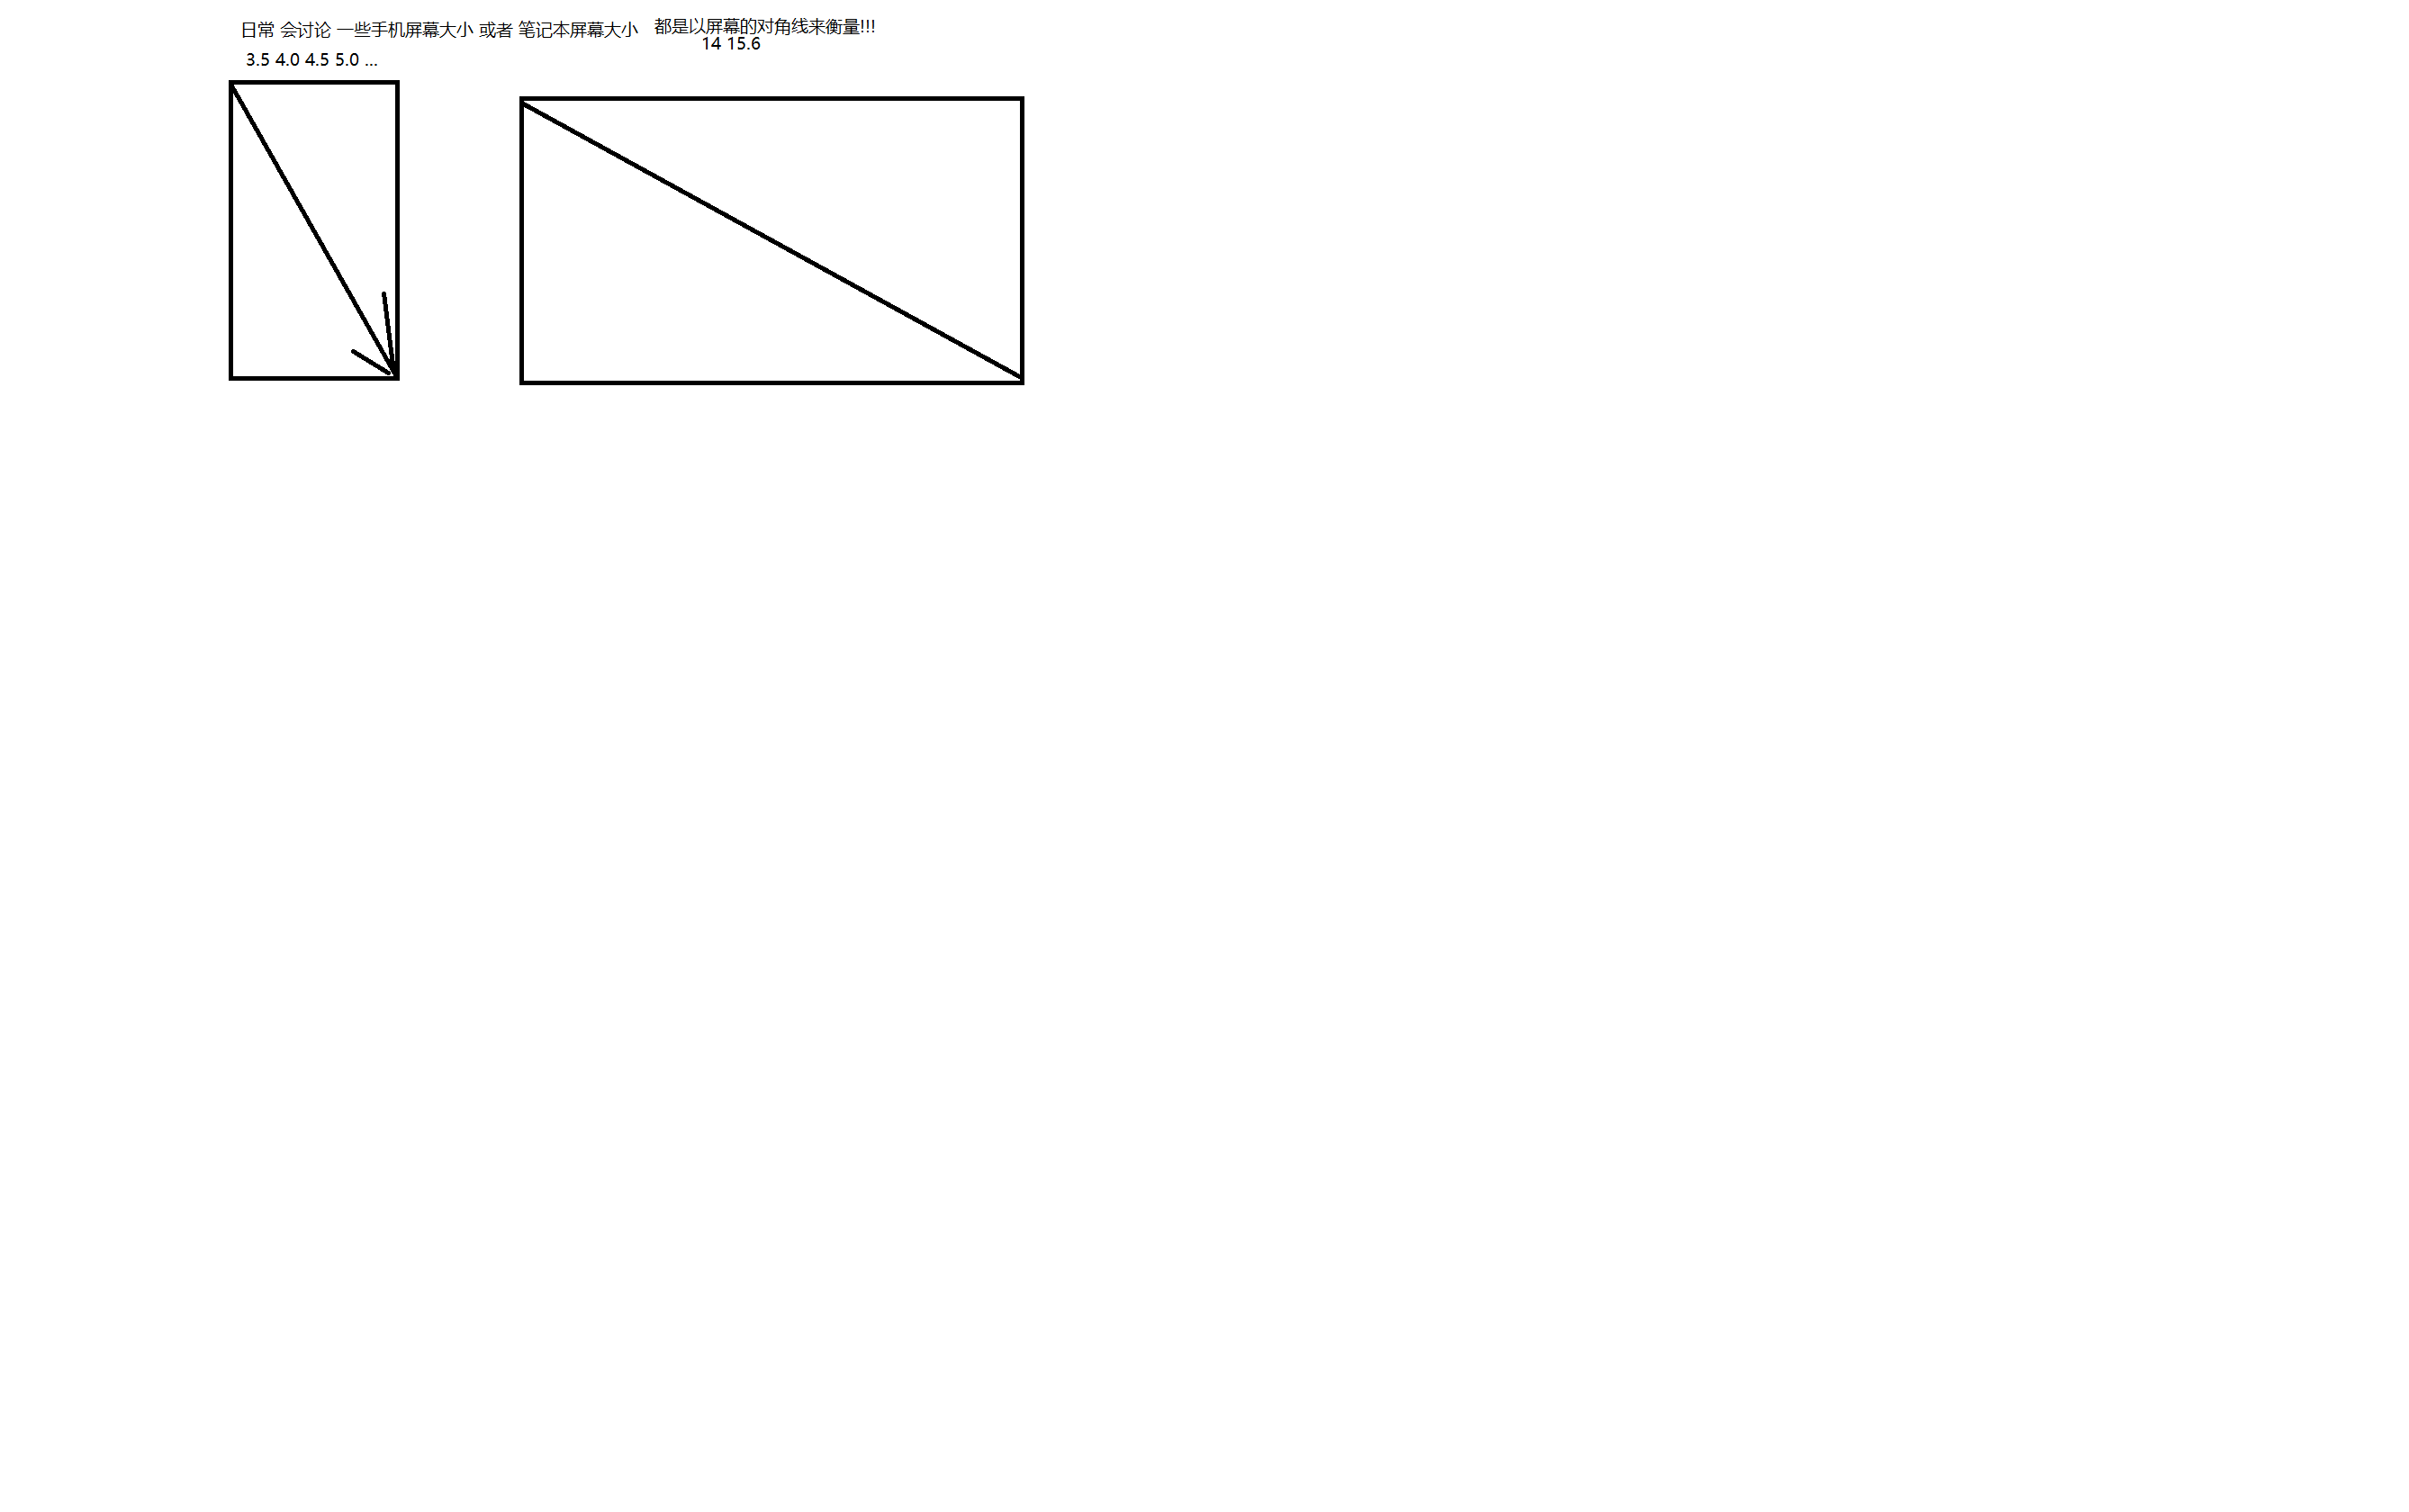 日常 会讨论 一些手机屏幕大小 或者 笔记本屏幕大小
都是以屏幕的对角线来衡量!!!
14 15.6
3.5 4.0 4.5 5.0 ...